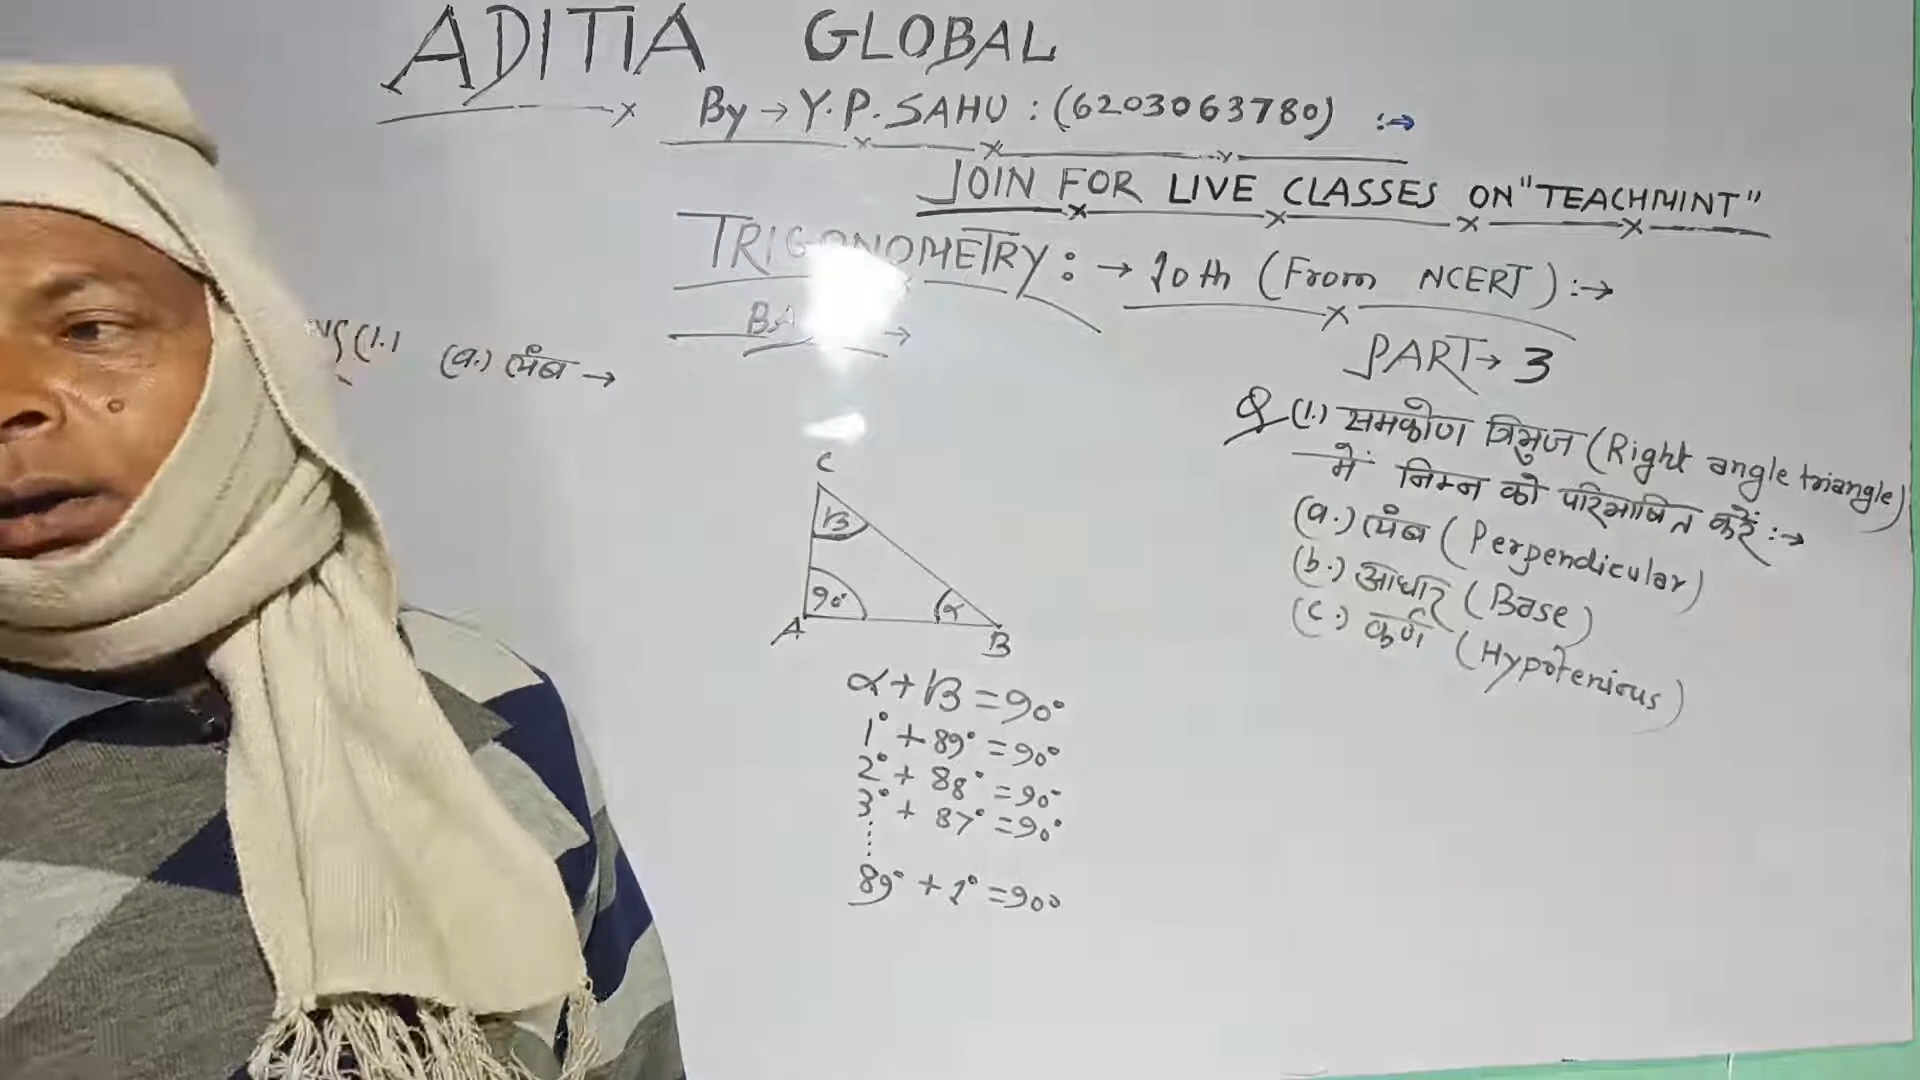 ADITIA GLOBAL
By → Y.P. SAHU : (6203063780) :→
JOIN FOR LIVE CLASSES ON "TEACHMINT"
TRIGONOMETRY : → 10th (From NCERT) :→
PART → 3
(1.) (a.) लंब →
Q (1.) समकोण त्रिभुज (Right angle triangle)
में निम्न को परिभाषित करें :→
(a.) लंब (Perpendicular)
(b.) आधार (Base)
(c.) कर्ण (Hypotenious)
C
β
90°
α
A
B
α + β = 90°
1° + 89° = 90°
2° + 88° = 90°
3° + 87° = 90°
89° + 1° = 90°